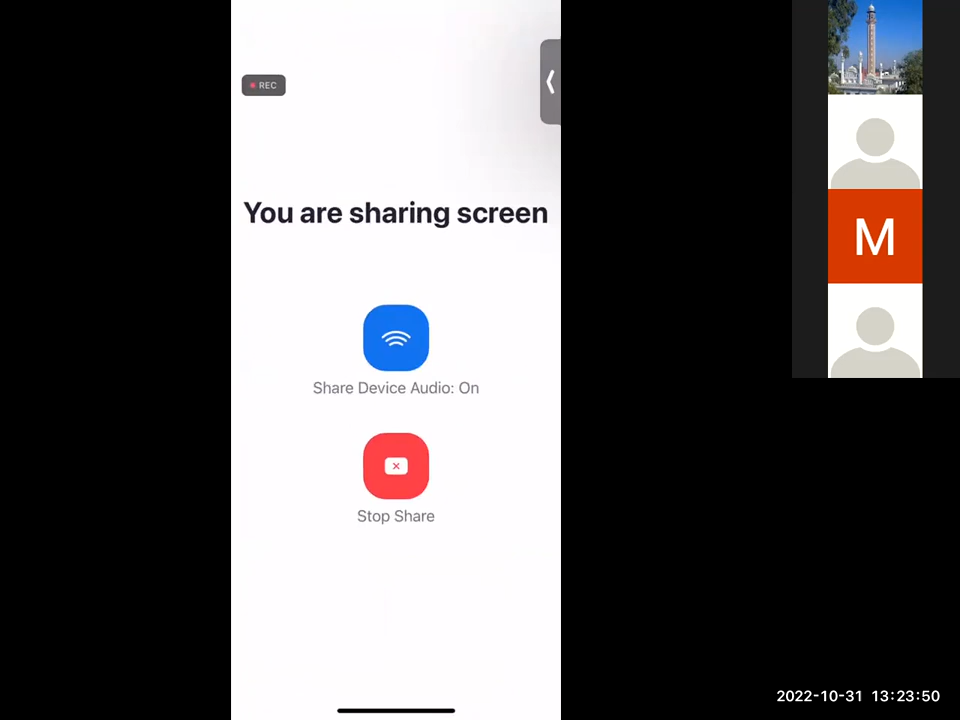 REC
You are sharing screen
Share Device Audio: On
Stop Share
M
2022-10-31 13:23:50